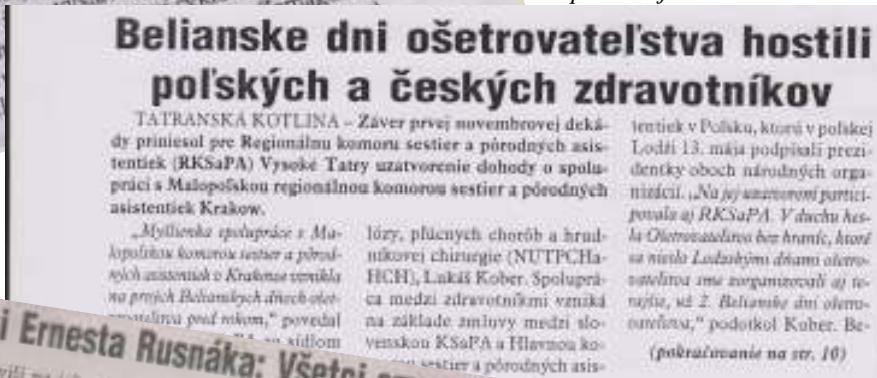 Belianske dni ošetrovateľstva hostili
poľských a českých zdravotníkov
TATRANSKÁ KOTLINA – Záver prvej novembrovej deká-
dy priniesol pre Regionálnu komoru sestier a pôrodných asis-
tentiek (RKSaPA) Vysoké Tatry uzatvorenie dohody o spolu-
práci s Malopoľskou regionálnou komorou sestier a pôrodných
asistentiek Krakow.
„Myšlienka spolupráce s Ma-
lopoľskou komorou sestier a pôrod-
ných asistentiek v Krakowe vznikla
na prvých Belianskych dňoch ošet-
rovateľstva pred rokom,“ povedal
so sídlom
lózy, pľúcnych chorôb a hrud-
níkovej chirurgie (NUTPCHa-
HCH), Lukáš Kober. Spoluprá-
ca medzi zdravotníkmi vzniká
na základe zmluvy medzi slo-
venskou KSaPA a Hlavnou ko-
sestier a pôrodných asis-
tentiek v Poľsku, ktorú v poľskej
Lodži 13. mája podpísali prezi-
dentky oboch národných orga-
nizácií. „Na jej uzatvorení partici-
povala aj RKSaPA. V duchu hes-
la Ošetrovateľstvo bez hraníc, ktoré
sa nieslo Lodžskými dňami ošetro-
vateľstva sme zorganizovali aj te-
rajšie, už 2. Belianske dni ošetro-
vateľstva,“ podotkol Kober. Be-
(pokračovanie na str. 10)
i Ernesta Rusnáka: Všetci